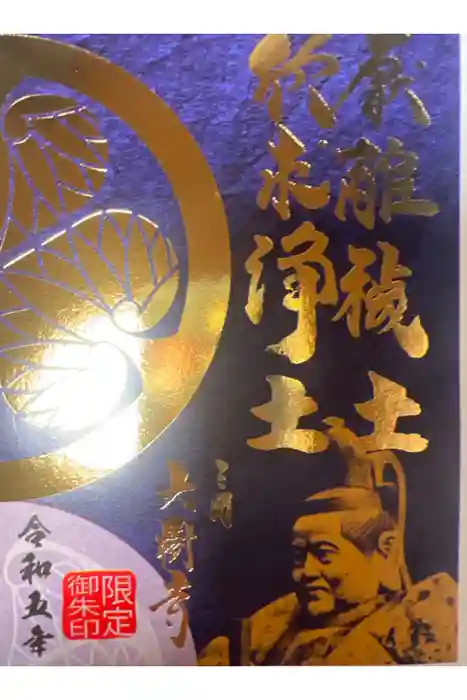 厭離穢土
欣求浄土
三河
大樹寺
令和五年
限定
御朱印